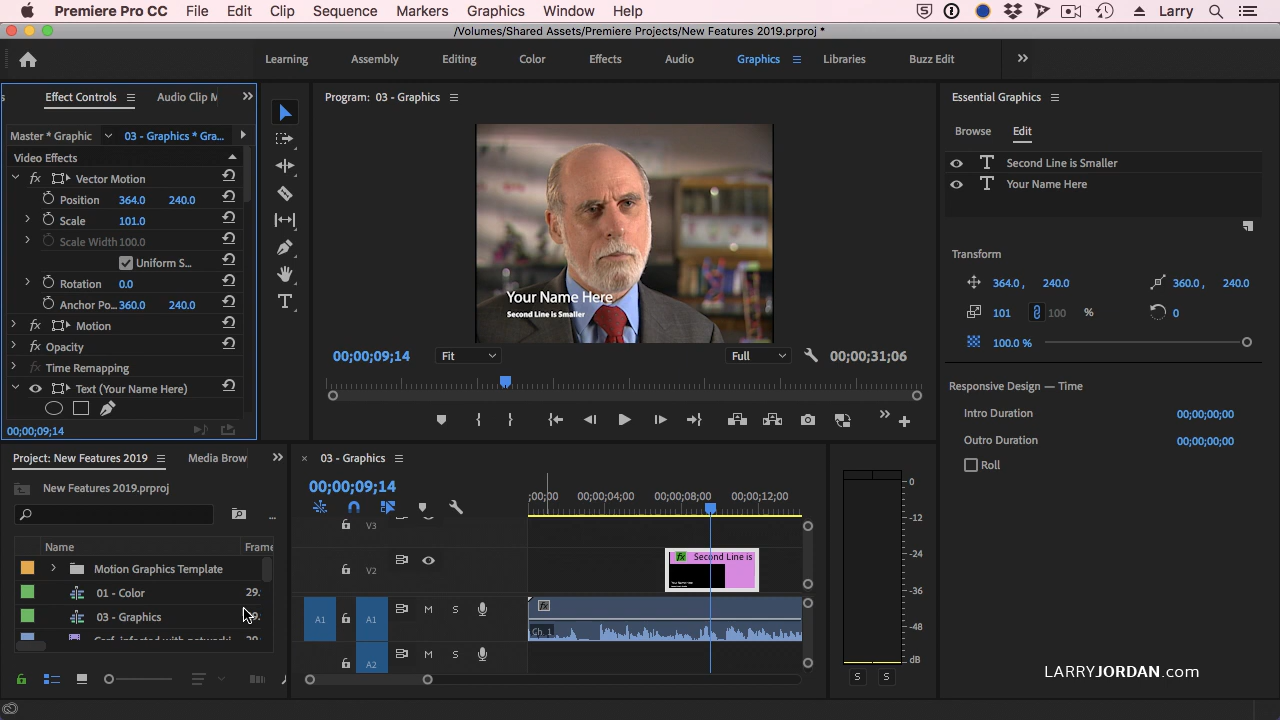 Premiere Pro CC File Edit Clip Sequence Markers Graphics Window Help Larry
/Volumes/Shared Assets/Premiere Projects/New Features 2019.prproj *
Learning Assembly Editing Color Effects Audio Graphics Libraries Buzz Edit
Effect Controls Audio Clip M
Master * Graphic 03 - Graphics * Gra...
Video Effects
fx Vector Motion
Position 364.0 240.0
Scale 101.0
Scale Width 100.0
Uniform S...
Rotation 0.0
Anchor Po... 360.0 240.0
fx Motion
fx Opacity
fx Time Remapping
Text (Your Name Here)
00;00;09;14
Program: 03 - Graphics
Your Name Here
Second Line is Smaller
00;00;09;14 Fit Full 00;00;31;06
Essential Graphics
Browse Edit
Second Line is Smaller
Your Name Here
Transform
364.0 , 240.0 360.0 , 240.0
101 100 % 0
100.0 %
Responsive Design — Time
Intro Duration 00;00;00;00
Outro Duration 00;00;00;00
Roll
Project: New Features 2019 Media Brow
New Features 2019.prproj
Name Frame
Motion Graphics Template
01 - Color 29.
03 - Graphics
03 - Graphics
00;00;09;14
;00;00 00;00;04;00 00;00;08;00 00;00;12;00
V3
V2
fx Second Line is
A1 A1 M S fx
Ch 1
A2 M S
0
-12
-24
-36
-48
dB
S S
LARRYJORDAN.com